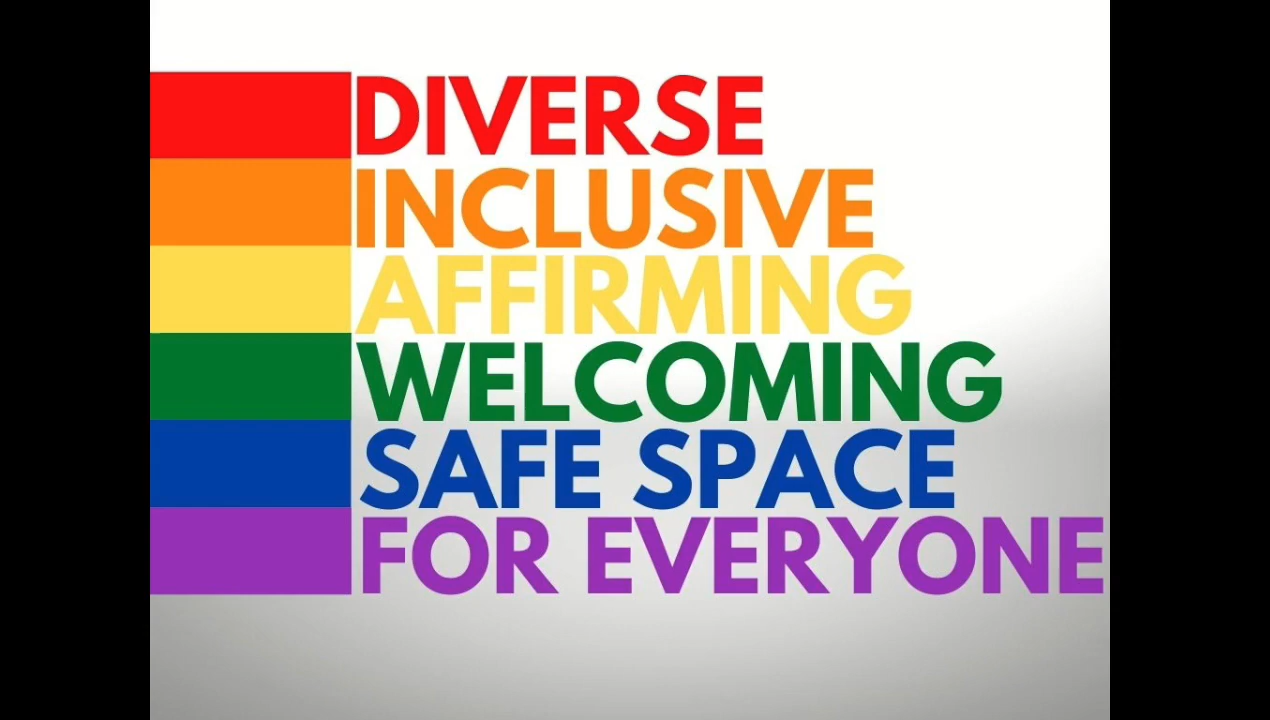 DIVERSE
INCLUSIVE
AFFIRMING
WELCOMING
SAFE SPACE
FOR EVERYONE